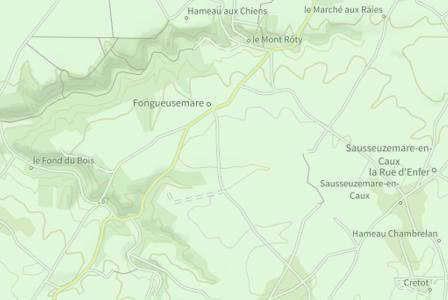 Hameau aux Chiens
le Marché aux Raies
le Mont Rôty
Fongueusemare
Sausseuzemare-en-
Caux
la Rue d'Enfer
le Fond du Bois
Sausseuzemare-en-
Caux
Hameau Chambrelan
Cretot